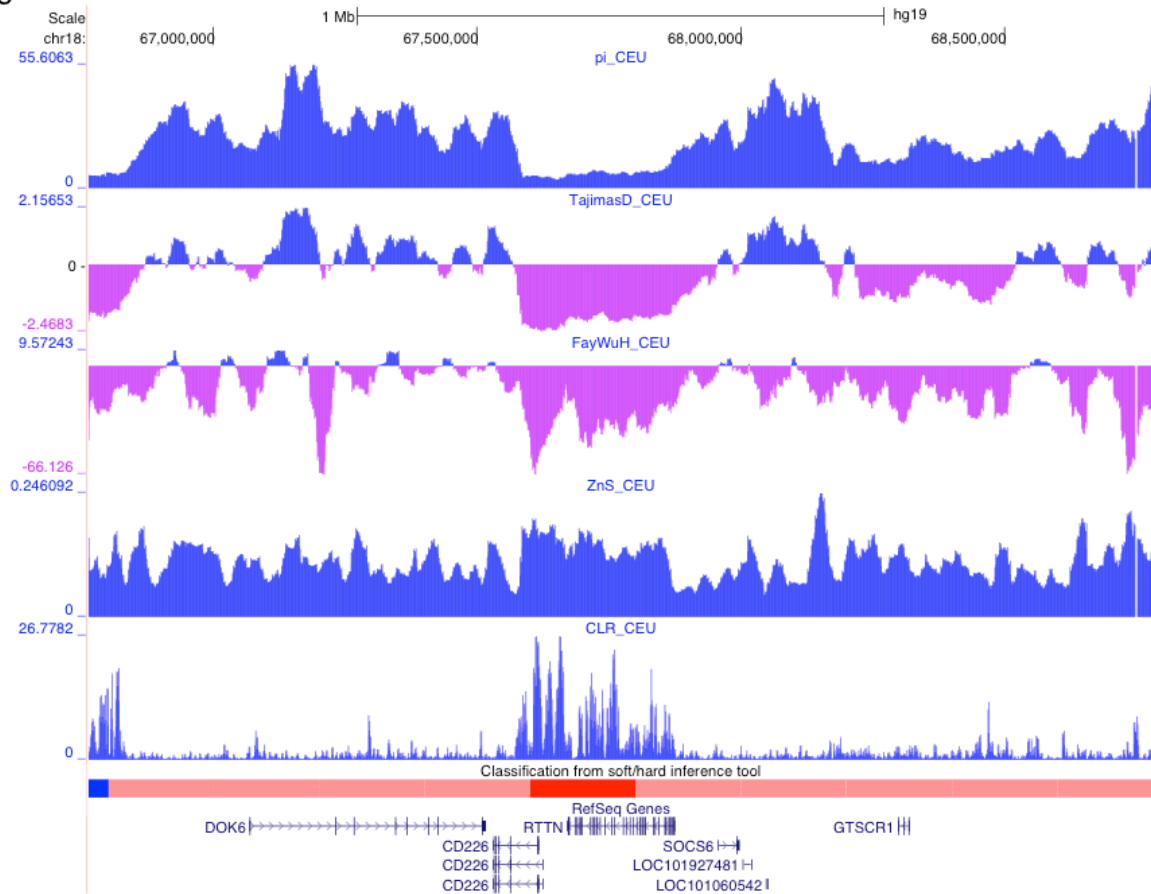 Scale 1 Mb hg19
chr18: 67,000,000 67,500,000 68,000,000 68,500,000
pi_CEU
55.6063
0
TajimasD_CEU
2.15653
0
-2.4683
FayWuH_CEU
9.57243
-66.126
ZnS_CEU
0.246092
0
CLR_CEU
26.7782
0
Classification from soft/hard inference tool
RefSeq Genes
DOK6 RTTN GTSCR1
CD226 SOCS6
CD226 LOC101927481
CD226 LOC101060542